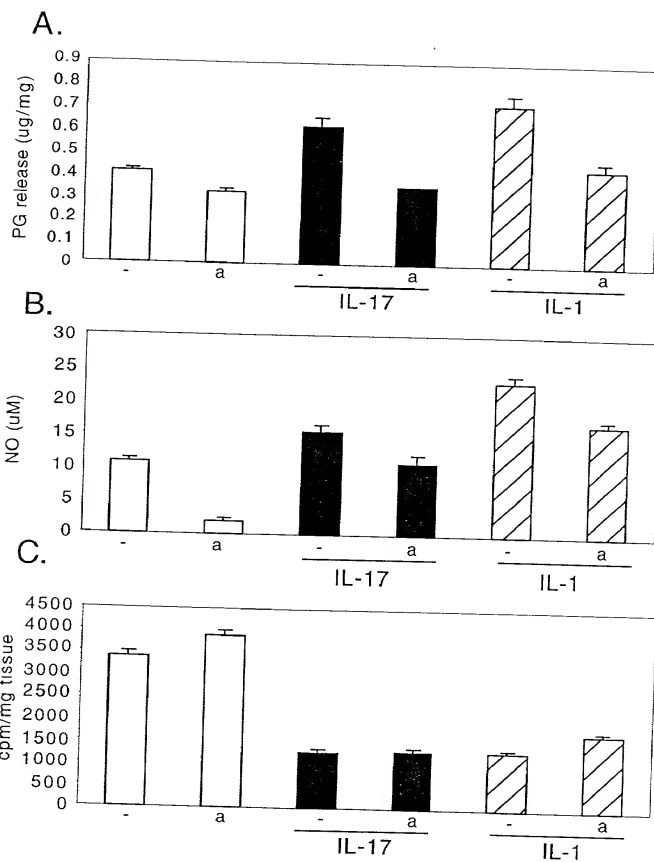 A.
PG release (ug/mg)
0.9
0.8
0.7
0.6
0.4
0.3
0.2
0.1
0
- a - a - a
IL-17 IL-1
B.
NO (uM)
30
25
20
15
10
5
0
- a - a - a
IL-17 IL-1
C.
cpm/mg tissue
4500
4000
3500
3000
2500
2000
1500
1000
500
0
- a - a - a
IL-17 IL-1